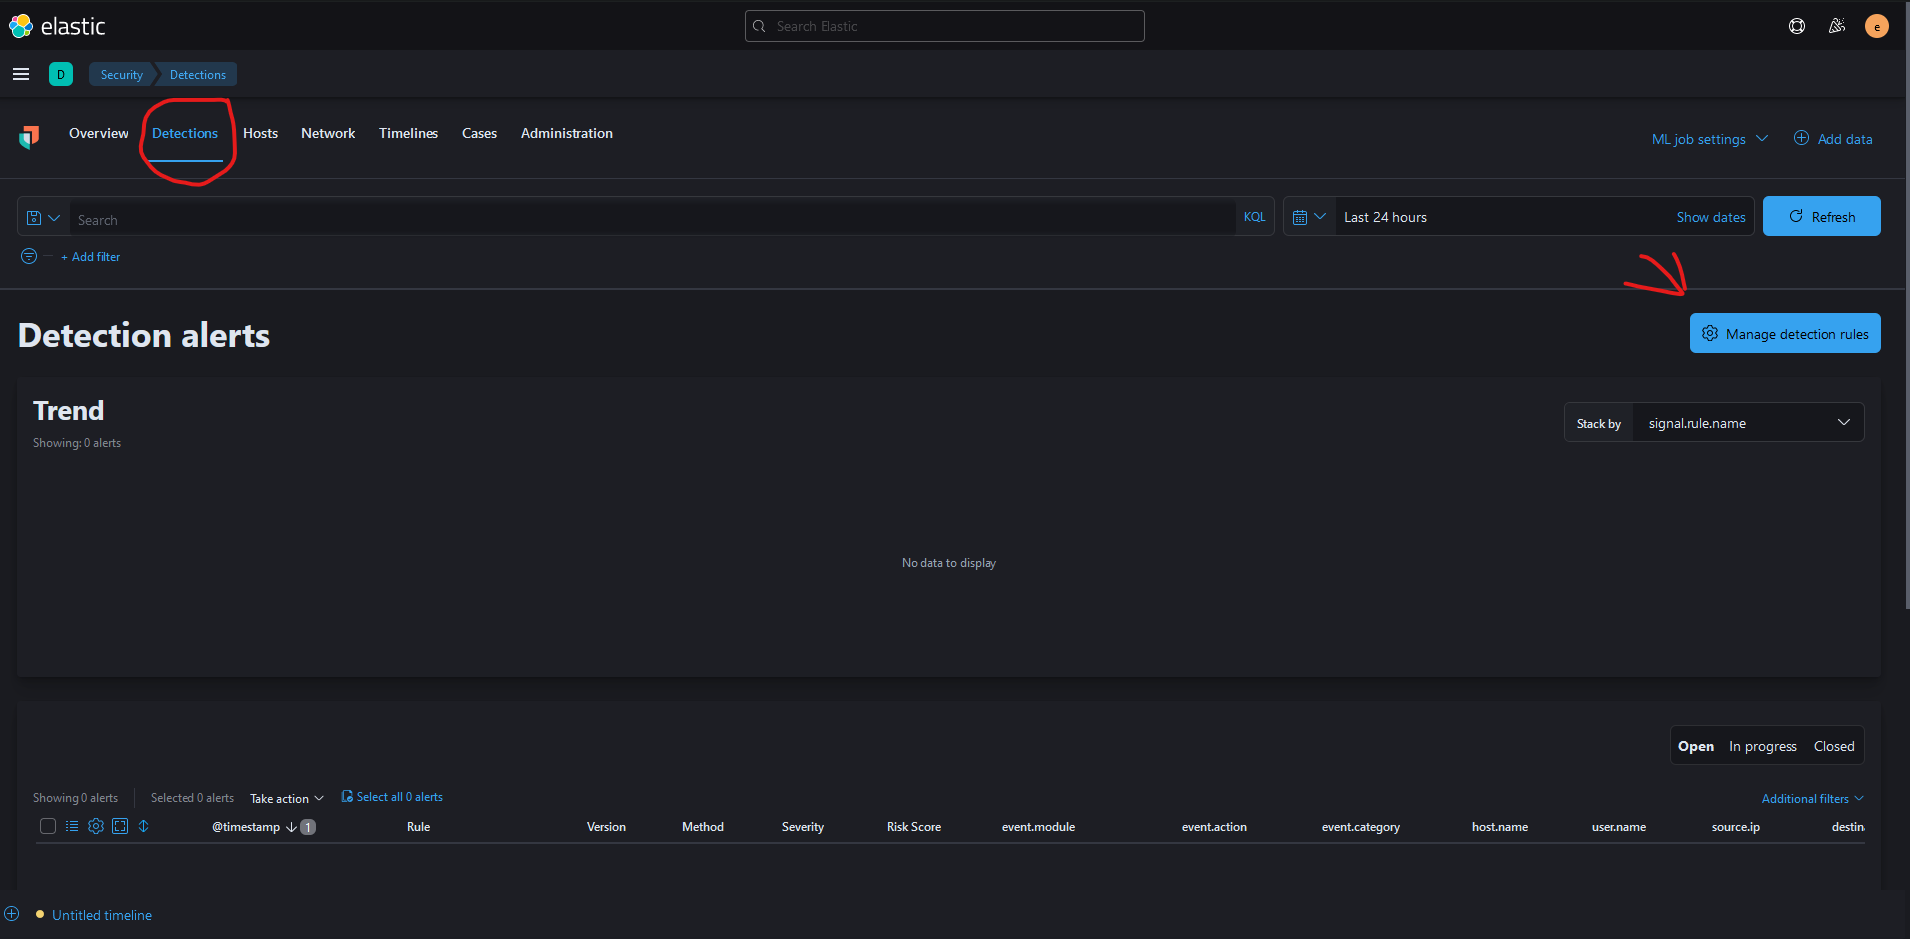 elastic
Search Elastic
e
D
Security
Detections
Overview
Detections
Hosts
Network
Timelines
Cases
Administration
ML job settings
Add data
Search
KQL
Last 24 hours
Show dates
Refresh
+ Add filter
Detection alerts
Manage detection rules
Trend
Showing: 0 alerts
Stack by
signal.rule.name
No data to display
Open
In progress
Closed
Showing 0 alerts
Selected 0 alerts
Take action
Select all 0 alerts
Additional filters
@timestamp
1
Rule
Version
Method
Severity
Risk Score
event.module
event.action
event.category
host.name
user.name
source.ip
destin
Untitled timeline